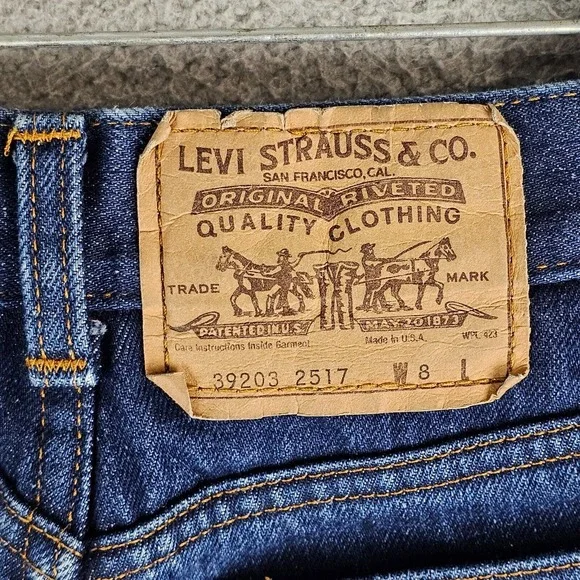 LEVI STRAUSS & CO.
SAN FRANCISCO, CAL.
ORIGINAL RIVETED
QUALITY CLOTHING
TRADE MARK
PATENTED IN U.S. MAY 20 1873
Care Instructions Inside Garment Made in U.S.A. WPL 423
39203 2517 W 8 L